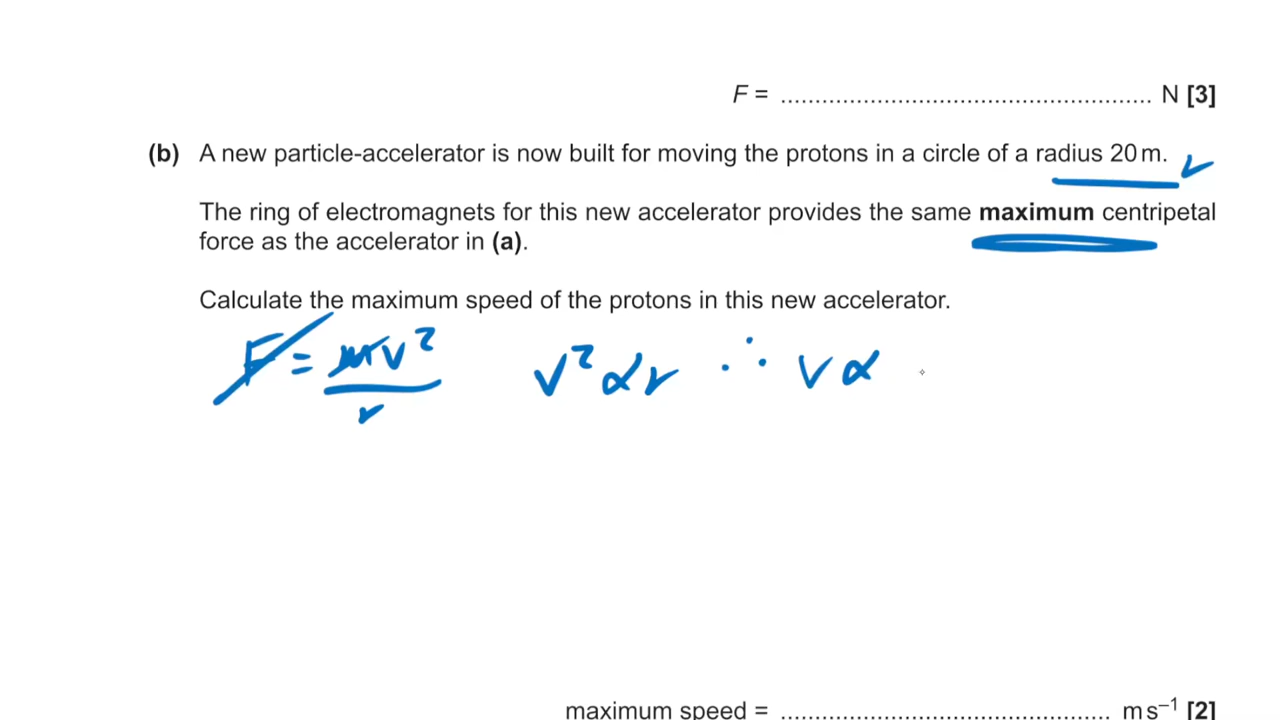 F = .................................................... N [3]
(b) A new particle-accelerator is now built for moving the protons in a circle of a radius 20 m.
The ring of electromagnets for this new accelerator provides the same maximum centripetal
force as the accelerator in (a).
Calculate the maximum speed of the protons in this new accelerator.
F = mv²/r v² ∝ r ∴ v ∝
maximum speed = .................................................... m s⁻¹ [2]